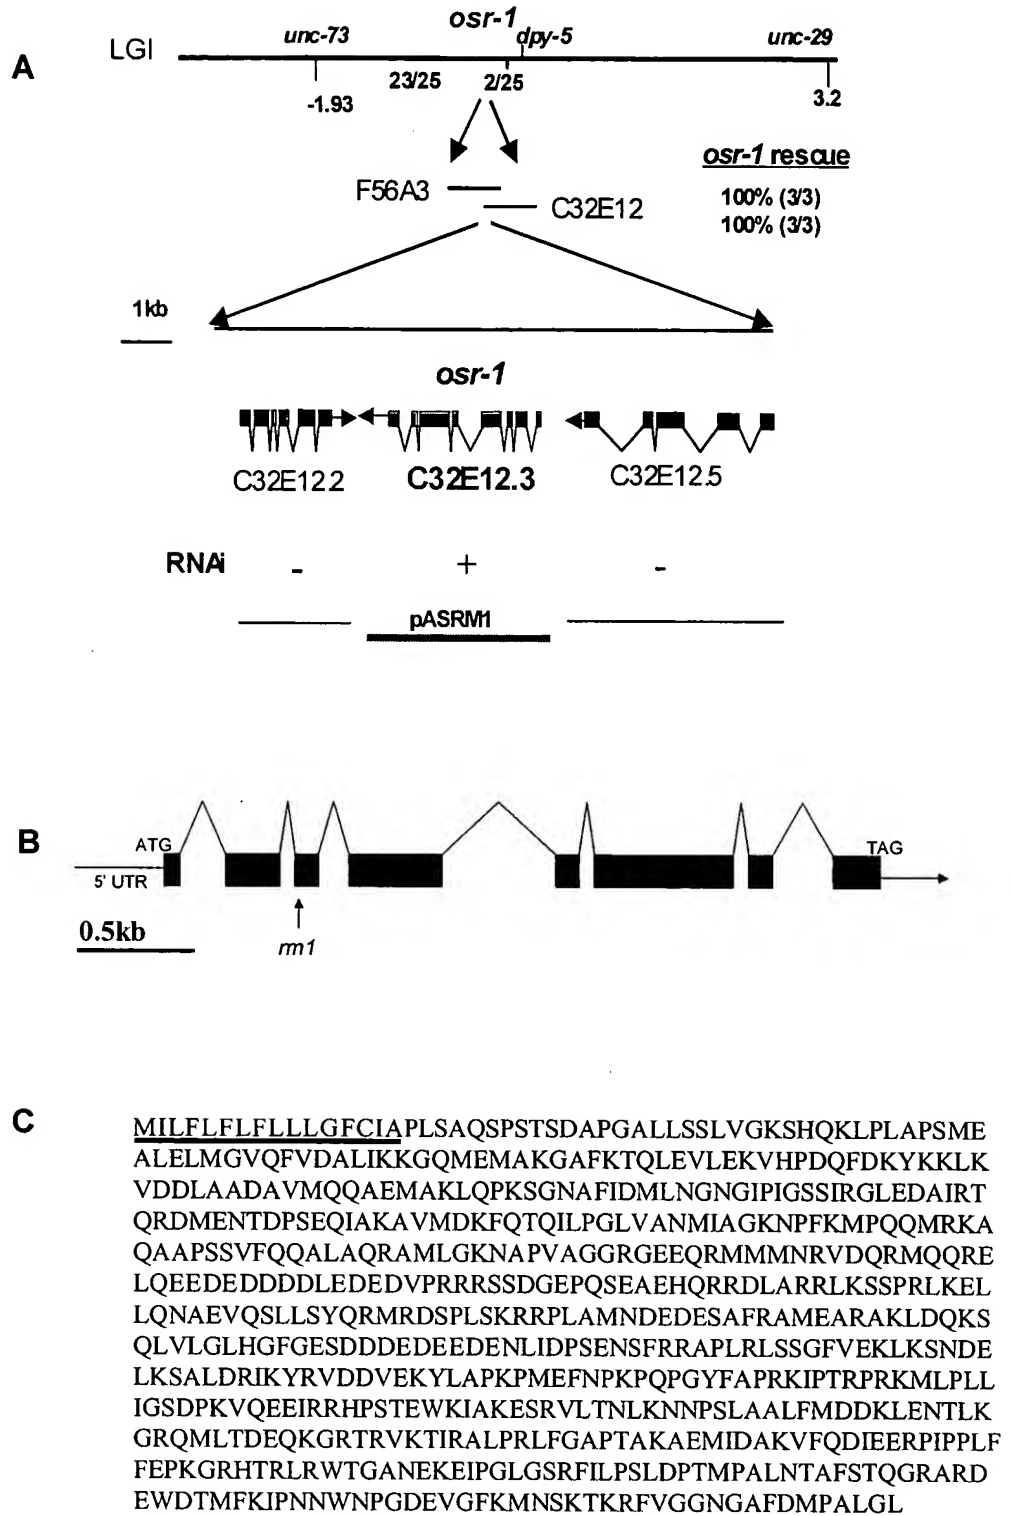 A
LGI
unc-73
osr-1
dpy-5
unc-29
-1.93
23/25
2/25
3.2
osr-1 rescue
F56A3
C32E12
100% (3/3)
100% (3/3)
1kb
osr-1
C32E12.2
C32E12.3
C32E12.5
RNAi
-
+
-
pASRM1
B
ATG
TAG
5' UTR
0.5kb
rm1
C
MILFLFLFLLLGFCIAPLSAQSPSTSDAPGALLSSLVGKSHQKLPLAPSME
ALELMGVQFVDALIKKGQMEMAKGAFKTQLEVLEKVHPDQFDKYKKLK
VDDLAADAVMQQAEMAKLQPKSGNAFIDMLNGNGIPIGSSIRGLEDAIRT
QRDMENTDPSEQIAKAVMDKFQTQILPGLVANMIAGKNPFKMPQQMRKA
QAAPSSVFQQALAQRAMLGKNAPVAGGRGEEQRMMMNRVDQRMQQRE
LQEEDEDDDDLEDEDVPRRRSSDGEPQSEAEHQRRDLARRLKSSPRLKEL
LQNAEVQSLLSYQRMRDSPLSKRRPLAMNDEDESAFRAMEARAKLDQKS
QLVLGLHGFGESDDDEDEEDENLIDPSENSFRRAPLRLSSGFVEKLKSNDE
LKSALDRIKYRVDDVEKYLAPKPMEFNPKPQPGYFAPRKIPTRPRKMLPLL
IGSDPKVQEEIRRHPSTEWKIAKESRVLTNLKNNPSLAALFMDDKLENTLK
GRQMLTDEQKGRTRVKTIRALPRLFGAPTAKAEMIDAKVFQDIEERPIPPLF
FEPKGRHTRLRWTGANEKEIPGLGSRFILPSLDPTMPALNTAFSTQGRARD
EWDTMFKIPNNWNPGDEVGFKMNSKTKRFVGGNGAFDMPALGL